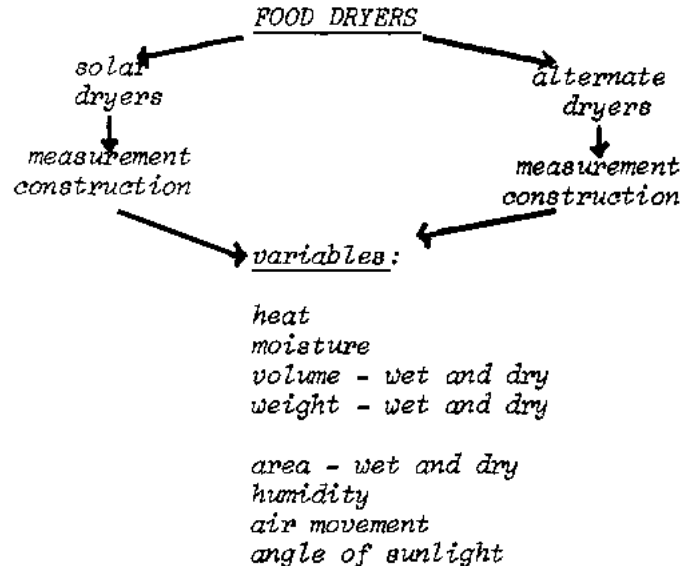 FOOD DRYERS
solar
dryers
measurement
construction
alternate
dryers
measurement
construction
variables:
heat
moisture
volume - wet and dry
weight - wet and dry
area - wet and dry
humidity
air movement
angle of sunlight